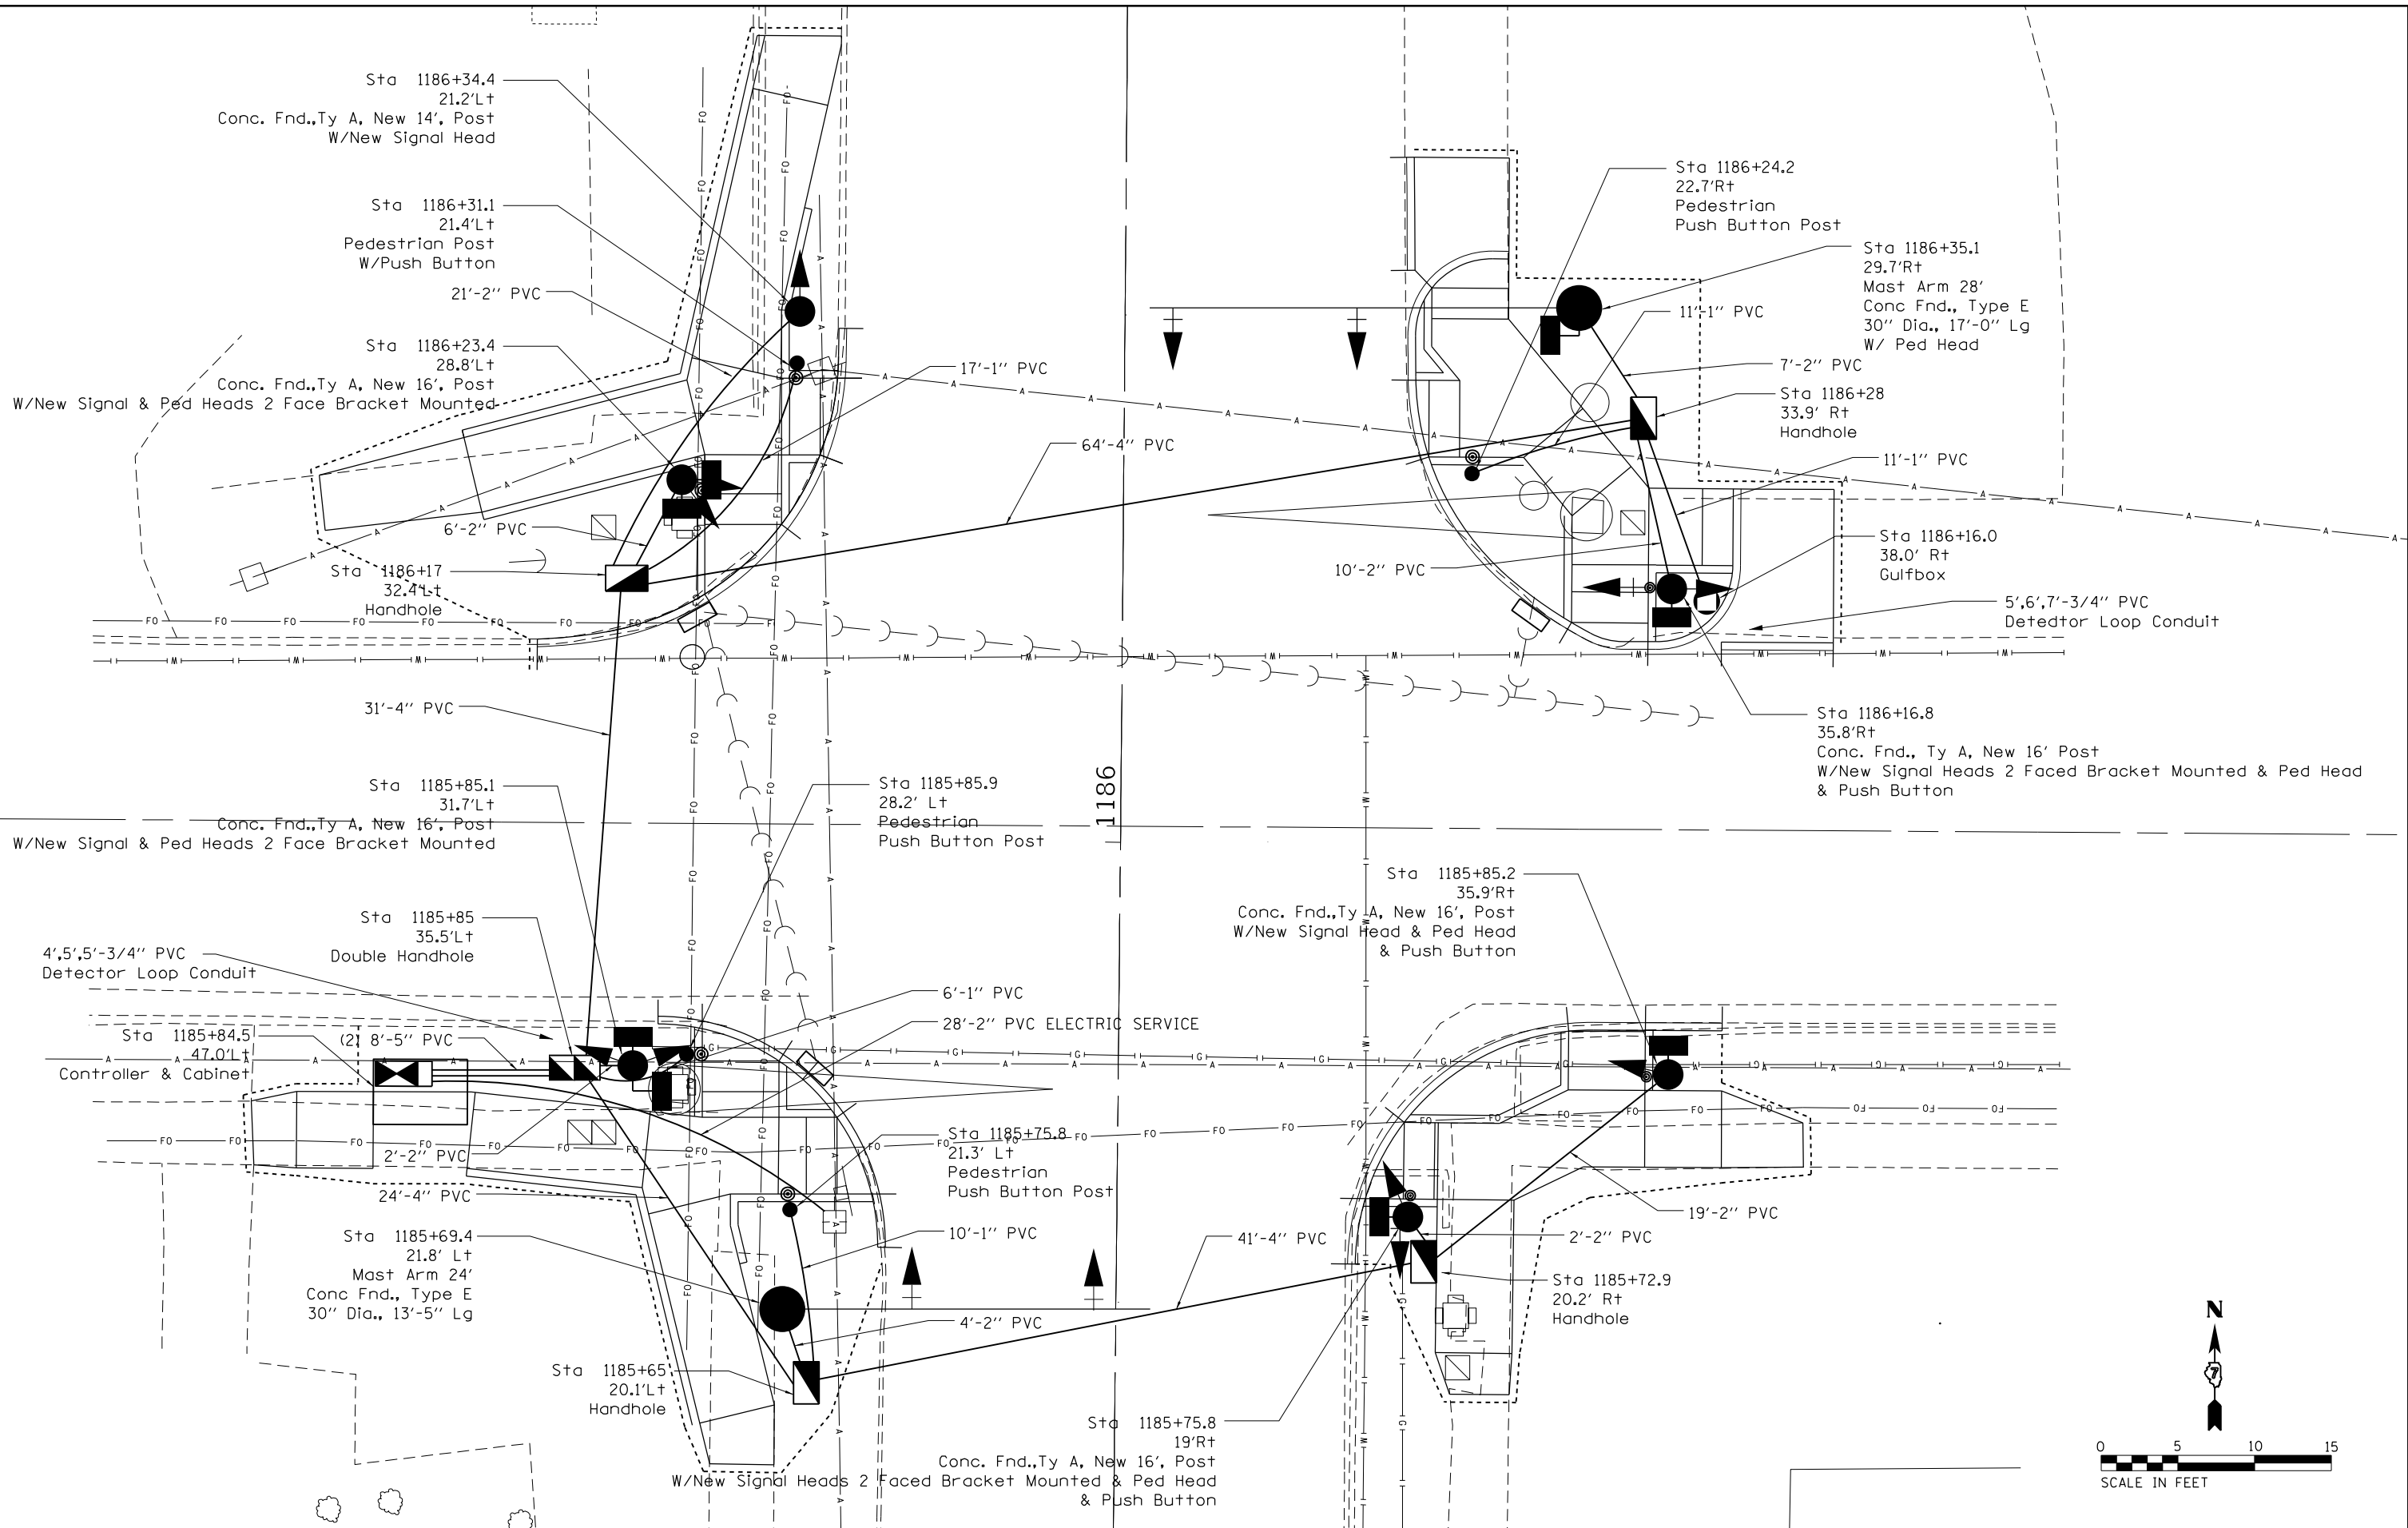 Sta 1186+34.4
21.2'Lt
Conc. Fnd.,Ty A, New 14', Post
W/New Signal Head
Sta 1186+31.1
21.4'Lt
Pedestrian Post
W/Push Button
21'-2" PVC
Sta 1186+23.4
28.8'Lt
Conc. Fnd.,Ty A, New 16', Post
W/New Signal & Ped Heads 2 Face Bracket Mounted
17'-1" PVC
64'-4" PVC
6'-2" PVC
Sta 1186+17
32.4'Lt
Handhole
31'-4" PVC
Sta 1186+24.2
22.7'Rt
Pedestrian
Push Button Post
Sta 1186+35.1
29.7'Rt
Mast Arm 28'
Conc Fnd., Type E
30" Dia., 17'-0" Lg
W/ Ped Head
11'-1" PVC
7'-2" PVC
Sta 1186+28
33.9' Rt
Handhole
11'-1" PVC
10'-2" PVC
Sta 1186+16.0
38.0' Rt
Gulfbox
5',6',7'-3/4" PVC
Detedtor Loop Conduit
Sta 1186+16.8
35.8'Rt
Conc. Fnd., Ty A, New 16' Post
W/New Signal Heads 2 Faced Bracket Mounted & Ped Head
& Push Button
1186
Sta 1185+85.1
31.7'Lt
Conc. Fnd.,Ty A, New 16', Post
W/New Signal & Ped Heads 2 Face Bracket Mounted
Sta 1185+85.9
28.2' Lt
Pedestrian
Push Button Post
Sta 1185+85
35.5'Lt
Double Handhole
4',5',5'-3/4" PVC
Detector Loop Conduit
Sta 1185+84.5
47.0'Lt
Controller & Cabinet
(2) 8'-5" PVC
6'-1" PVC
28'-2" PVC ELECTRIC SERVICE
2'-2" PVC
24'-4" PVC
Sta 1185+75.8
21.3' Lt
Pedestrian
Push Button Post
10'-1" PVC
Sta 1185+69.4
21.8' Lt
Mast Arm 24'
Conc Fnd., Type E
30" Dia., 13'-5" Lg
4'-2" PVC
Sta 1185+65
20.1'Lt
Handhole
41'-4" PVC
Sta 1185+85.2
35.9'Rt
Conc. Fnd.,Ty A, New 16', Post
W/New Signal Head & Ped Head
& Push Button
19'-2" PVC
2'-2" PVC
Sta 1185+72.9
20.2' Rt
Handhole
Sta 1185+75.8
19'Rt
Conc. Fnd.,Ty A, New 16', Post
W/New Signal Heads 2 Faced Bracket Mounted & Ped Head
& Push Button
N
7
0 5 10 15
SCALE IN FEET